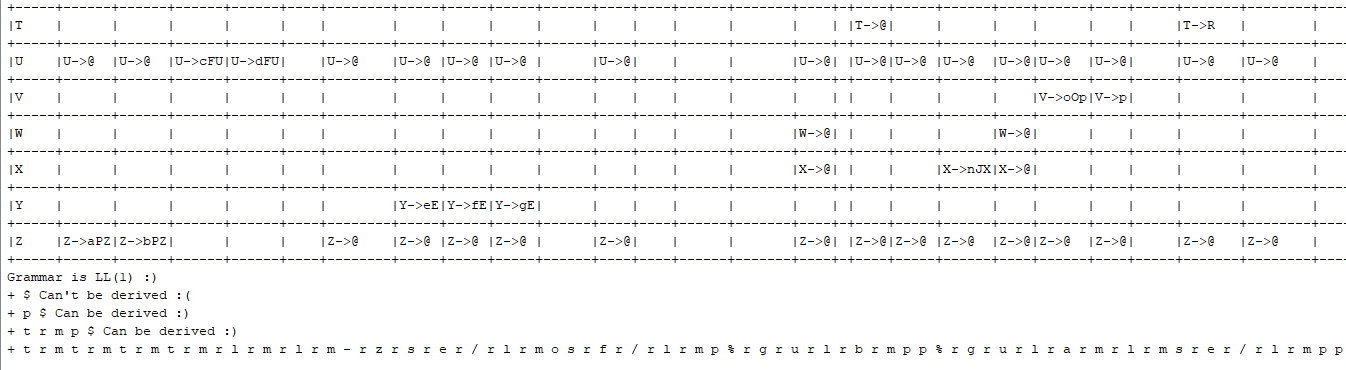 +-----+------+------+------+------+----+-------+------+-----+-----+------+----+----+------+-------+----+-+----+-----+------+----+------+----+-----+-------+--------+----
|T    |      |      |      |      |    |       |      |     |     |      |    |    |      |       |    | |T->@|     |      |    |      |    |     |T->R   |        |
+-----+------+------+------+------+----+-------+------+-----+-----+------+----+----+------+-------+----+-+----+-----+------+----+------+----+-----+-------+--------+----
|U    |U->@  |U->@  |U->cFU|U->dFU|    |U->@   |U->@  |U->@ |U->@ |      |U->@|    |      |       |U->@| |U->@|U->@ |U->@  |U->@|U->@  |U->@|     |U->@   |U->@    |
+-----+------+------+------+------+----+-------+------+-----+-----+------+----+----+------+-------+----+-+----+-----+------+----+------+----+-----+-------+--------+----
|V    |      |      |      |      |    |       |      |     |     |      |    |    |      |       |    | |    |     |      |    |V->oOp|V->p|     |       |        |
+-----+------+------+------+------+----+-------+------+-----+-----+------+----+----+------+-------+----+-+----+-----+------+----+------+----+-----+-------+--------+----
|W    |      |      |      |      |    |       |      |     |     |      |    |    |      |       |W->@| |    |     |      |W->@|      |    |     |       |        |
+-----+------+------+------+------+----+-------+------+-----+-----+------+----+----+------+-------+----+-+----+-----+------+----+------+----+-----+-------+--------+----
|X    |      |      |      |      |    |       |      |     |     |      |    |    |      |       |X->@| |    |     |X->nJX|X->@|      |    |     |       |        |
+-----+------+------+------+------+----+-------+------+-----+-----+------+----+----+------+-------+----+-+----+-----+------+----+------+----+-----+-------+--------+----
|Y    |      |      |      |      |    |       |Y->eE|Y->fE|Y->gE|      |    |    |      |       |    | |    |     |      |    |      |    |     |       |        |
+-----+------+------+------+------+----+-------+------+-----+-----+------+----+----+------+-------+----+-+----+-----+------+----+------+----+-----+-------+--------+----
|Z    |Z->aPZ|Z->bPZ|      |      |    |Z->@   |Z->@  |Z->@ |Z->@ |      |Z->@|    |      |       |Z->@| |Z->@|Z->@ |Z->@  |Z->@|Z->@  |Z->@|     |Z->@   |Z->@    |
+-----+------+------+------+------+----+-------+------+-----+-----+------+----+----+------+-------+----+-+----+-----+------+----+------+----+-----+-------+--------+----
Grammar is LL(1) :)
+ $ Can't be derived :(
+ p $ Can be derived :)
+ t r m p $ Can be derived :)
+ t r m t r m t r m t r m r l r m r l r m - r z r s r e r / r l r m o s r f r / r l r m p % r g r u r l r b r m p p % r g r u r l r a r m r l r m s r e r / r l r m p p